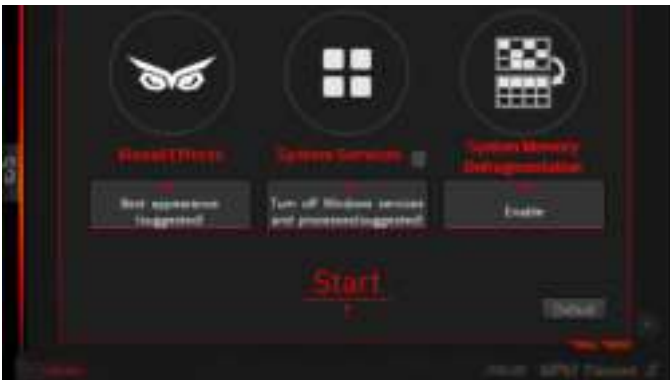 Visual Effects
System Services
System Memory
Defragmentation
Best appearance
(suggested)
Turn off Windows services
and processes(suggested)
Enable
Start
Default